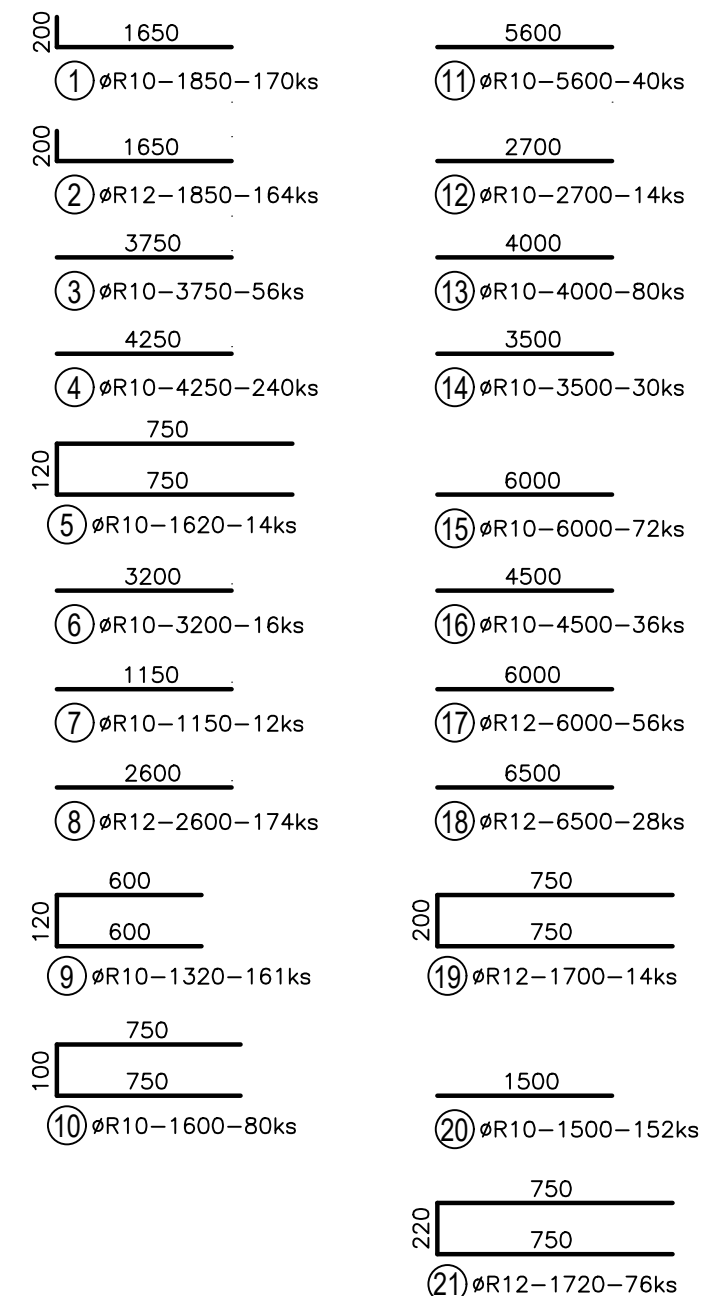 200
1650
1 øR10-1850-170ks
200
1650
2 øR12-1850-164ks
3750
3 øR10-3750-56ks
4250
4 øR10-4250-240ks
750
120
750
5 øR10-1620-14ks
3200
6 øR10-3200-16ks
1150
7 øR10-1150-12ks
2600
8 øR12-2600-174ks
600
120
600
9 øR10-1320-161ks
750
100
750
10 øR10-1600-80ks
5600
11 øR10-5600-40ks
2700
12 øR10-2700-14ks
4000
13 øR10-4000-80ks
3500
14 øR10-3500-30ks
6000
15 øR10-6000-72ks
4500
16 øR10-4500-36ks
6000
17 øR12-6000-56ks
6500
18 øR12-6500-28ks
750
200
750
19 øR12-1700-14ks
1500
20 øR10-1500-152ks
750
220
750
21 øR12-1720-76ks